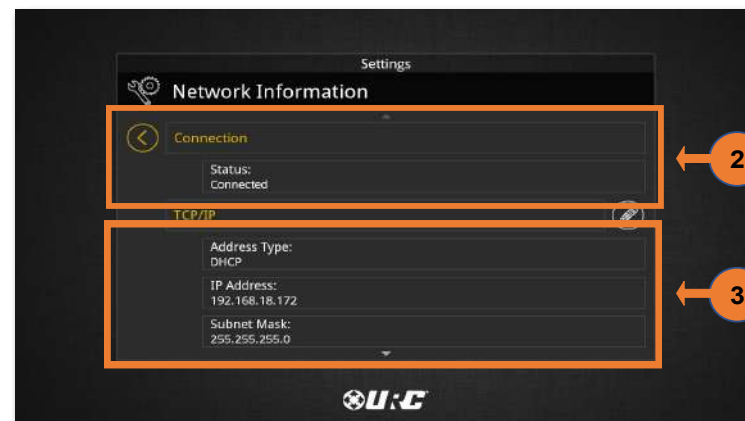 Settings
Network Information
Connection
Status:
Connected
2
TCP/IP
Address Type:
DHCP
IP Address:
192.168.18.172
3
Subnet Mask:
255.255.255.0
URC